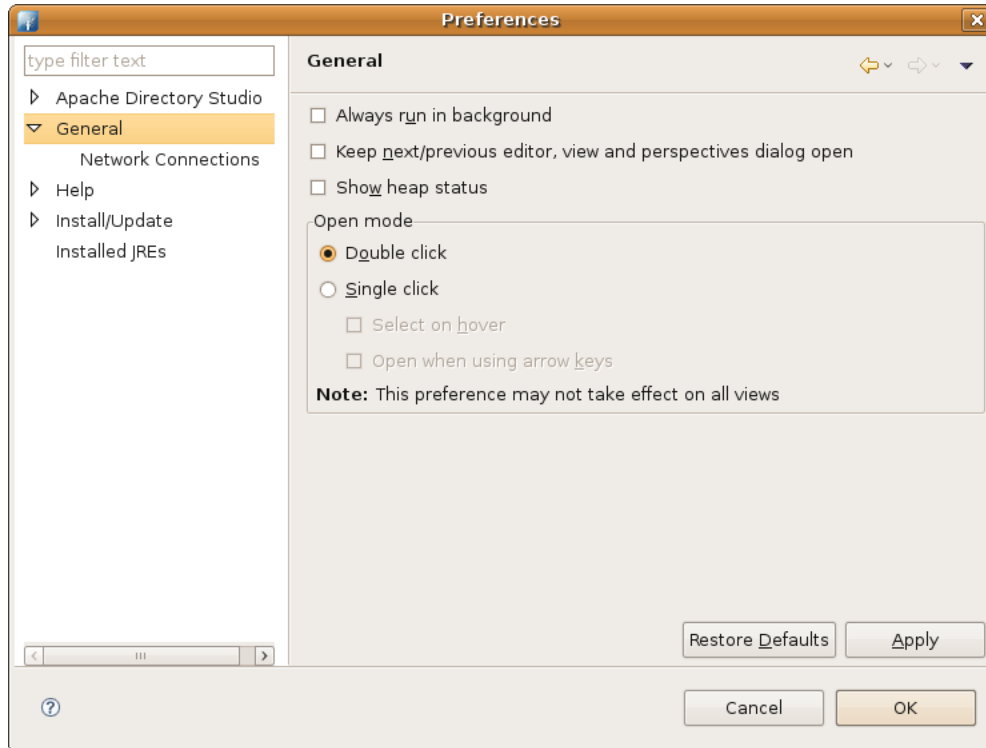 Preferences
type filter text
Apache Directory Studio
General
Network Connections
Help
Install/Update
Installed JREs
General
Always run in background
Keep next/previous editor, view and perspectives dialog open
Show heap status
Open mode
Double click
Single click
Select on hover
Open when using arrow keys
Note: This preference may not take effect on all views
Restore Defaults
Apply
Cancel
OK